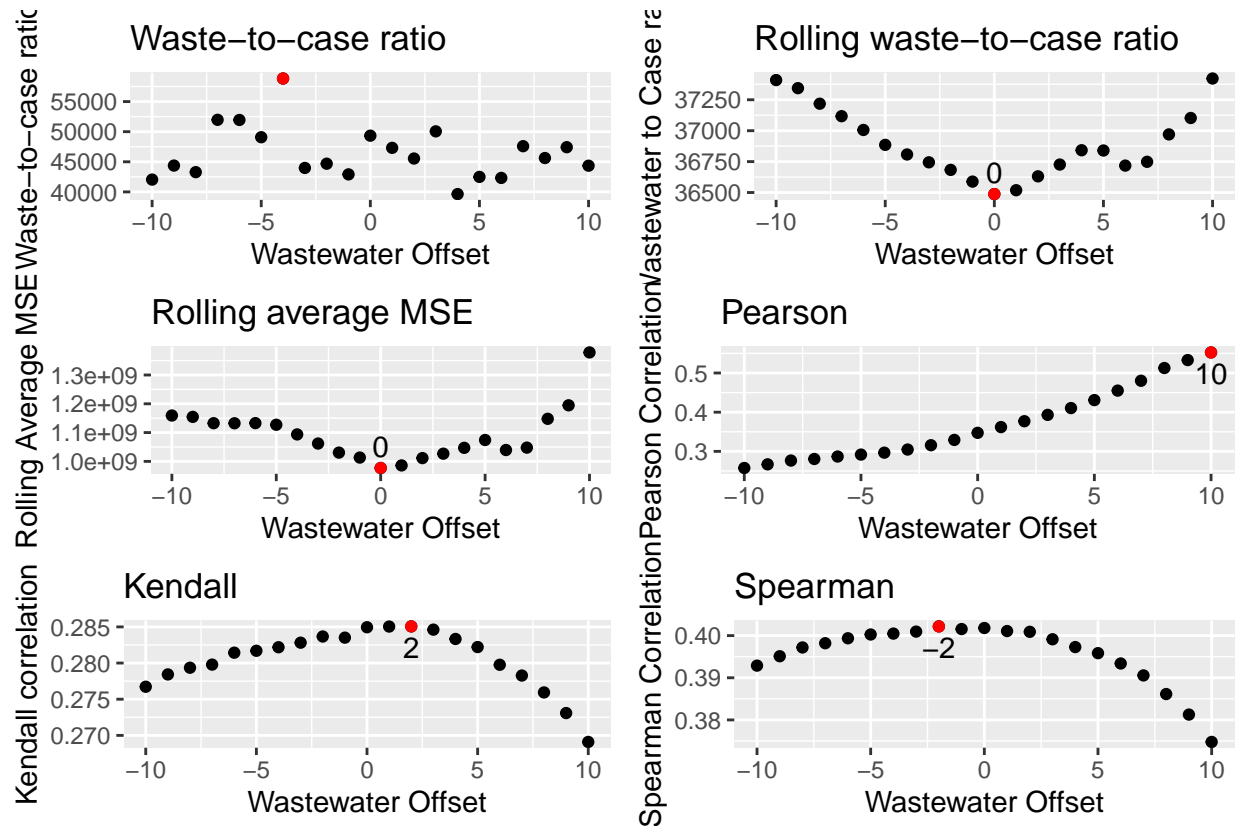 Waste−to−case ratio
Waste−to−case ratio
55000
50000
45000
40000
−10 −5 0 5 10
Wastewater Offset
Rolling waste−to−case ratio
Wastewater to Case ra
37250
37000
36750
36500
0
−10 −5 0 5 10
Wastewater Offset
Rolling average MSE
Rolling Average MSE
1.3e+09
1.2e+09
1.1e+09
1.0e+09
0
−10 −5 0 5 10
Wastewater Offset
Pearson
Pearson Correlation
0.5
0.4
0.3
10
−10 −5 0 5 10
Wastewater Offset
Kendall
Kendall correlation
0.285
0.280
0.275
0.270
2
−10 −5 0 5 10
Wastewater Offset
Spearman
Spearman Correlation
0.40
0.39
0.38
−2
−10 −5 0 5 10
Wastewater Offset